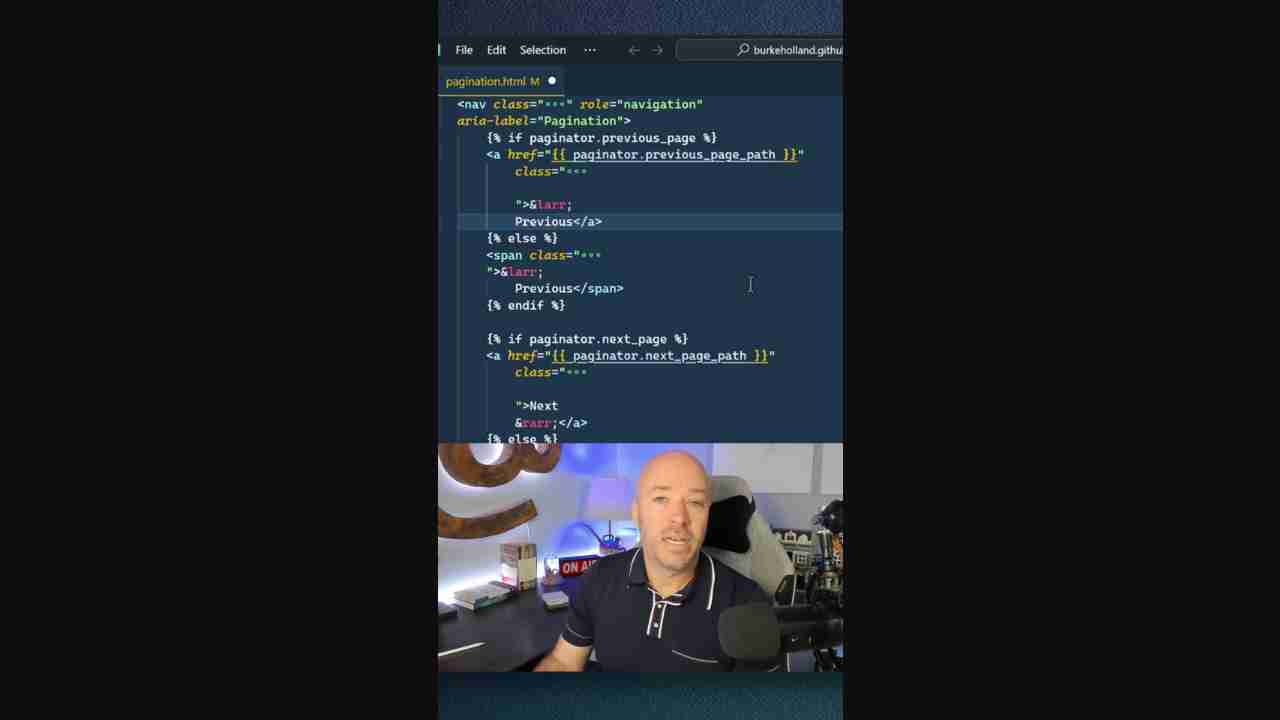 File Edit Selection ··· ← → burkeholland.githu
pagination.html M
<nav class="···" role="navigation"
aria-label="Pagination">
{% if paginator.previous_page %}
<a href="{{ paginator.previous_page_path }}"
class="···
">&larr;
Previous</a>
{% else %}
<span class="···
">&larr;
Previous</span>
{% endif %}
{% if paginator.next_page %}
<a href="{{ paginator.next_page_path }}"
class="···
">Next
&rarr;</a>
{% else %}
ON AI